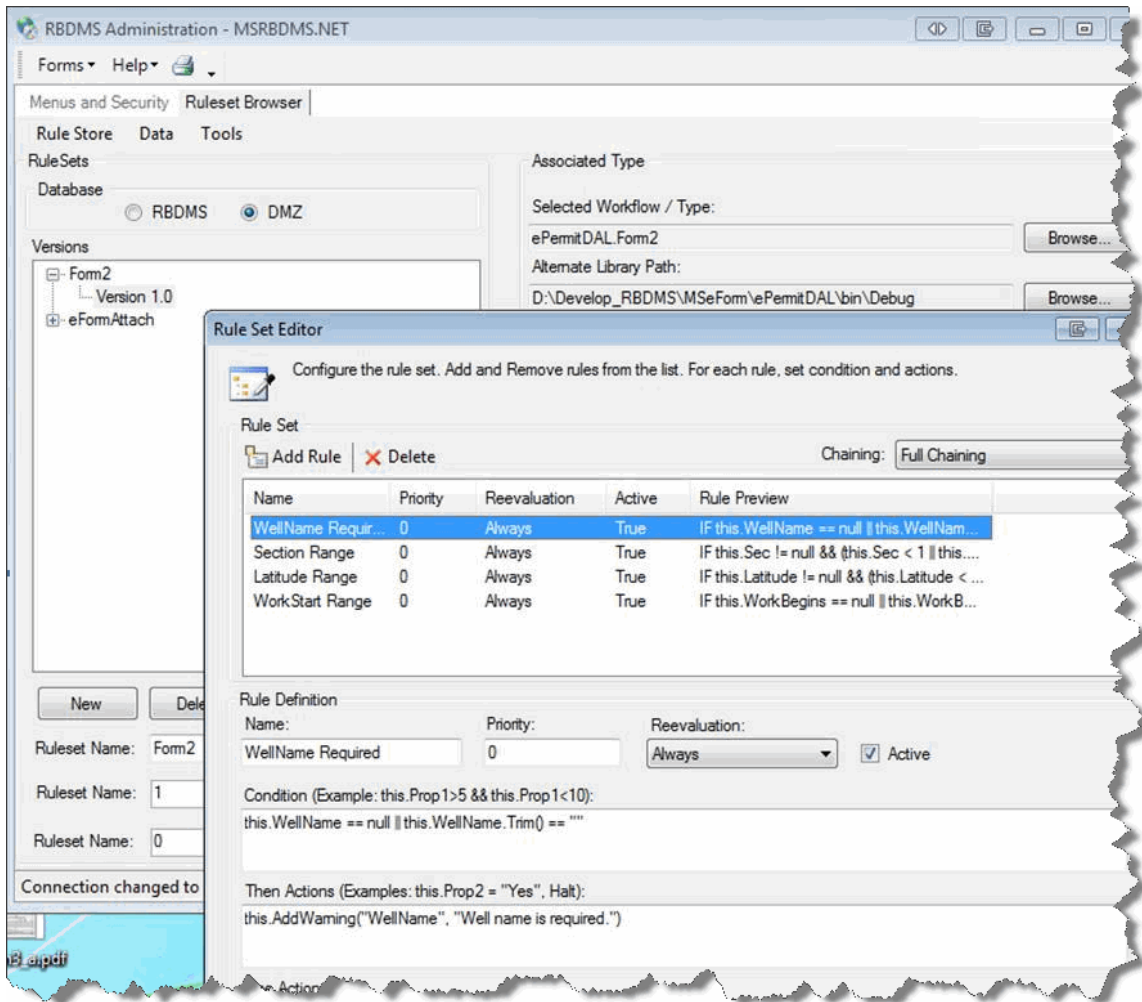 RBDMS Administration - MSRBDMS.NET
Forms Help
Menus and Security Ruleset Browser
Rule Store Data Tools
RuleSets
Database
RBDMS DMZ
Versions
Form2
Version 1.0
eFormAttach
Associated Type
Selected Workflow / Type:
ePermitDAL.Form2 Browse...
Alternate Library Path:
D:\Develop_RBDMS\MSeForm\ePermitDAL\bin\Debug Browse...
Rule Set Editor
Configure the rule set. Add and Remove rules from the list. For each rule, set condition and actions.
Rule Set
Add Rule Delete Chaining: Full Chaining
Name Priority Reevaluation Active Rule Preview
WellName Requir... 0 Always True IF this.WellName == null || this.WellNam...
Section Range 0 Always True IF this.Sec != null && (this.Sec < 1 || this....
Latitude Range 0 Always True IF this.Latitude != null && (this.Latitude < ...
WorkStart Range 0 Always True IF this.WorkBegins == null || this.WorkB...
New Dele
Ruleset Name: Form2
Ruleset Name: 1
Ruleset Name: 0
Connection changed to
Rule Definition
Name: Priority: Reevaluation:
WellName Required 0 Always Active
Condition (Example: this.Prop1>5 && this.Prop1<10):
this.WellName == null || this.WellName.Trim() == ""
Then Actions (Examples: this.Prop2 = "Yes", Halt):
this.AddWarning("WellName", "Well name is required.")
Action